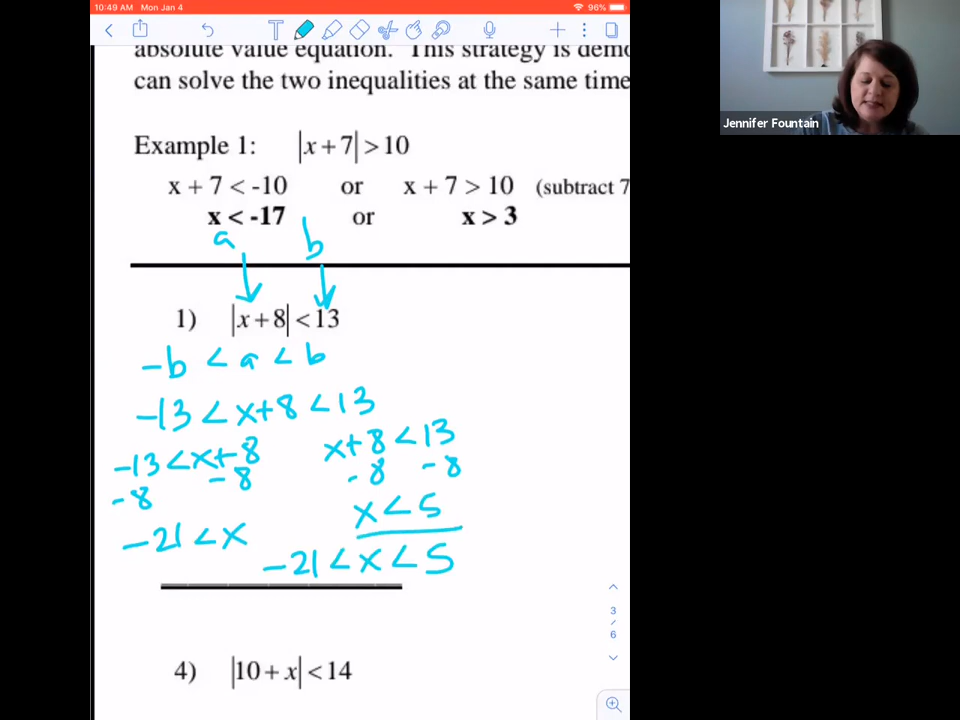 10:49 AM Mon Jan 4
96%
T
absolute value equation. This strategy is demo
can solve the two inequalities at the same time
Example 1: |x + 7| > 10
x + 7 < -10 or x + 7 > 10 (subtract 7
x < -17 or x > 3
a b
1) |x + 8| < 13
-b < a < b
-13 < x+8 < 13
-13 < x+8 x+8 < 13
-8 -8 -8 -8
-21 < x x < 5
-21 < x < 5
4) |10 + x| < 14
3
/
6
Jennifer Fountain